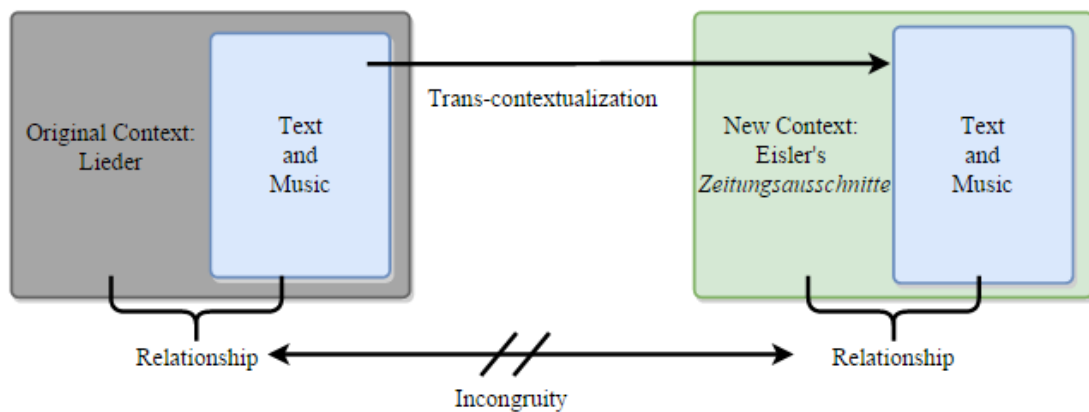 Original Context:
Lieder
Text
and
Music
Trans-contextualization
New Context:
Eisler's
Zeitungsausschnitte
Text
and
Music
Relationship
Relationship
Incongruity